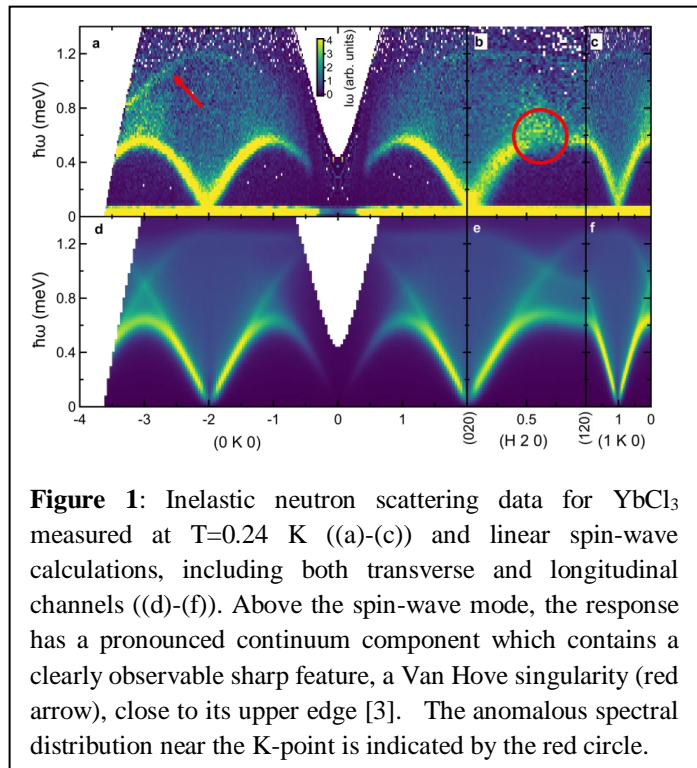 a
b
c
1.2
0.8
0.4
0
ħω (meV)
4
3
2
1
0
Iω (arb. units)
d
e
f
1.2
0.8
0.4
0
ħω (meV)
-4
-3
-2
-1
0
1
(020)
0.5
(120)
1
0
(0 K 0)
(H 2 0)
(1 K 0)
Figure 1: Inelastic neutron scattering data for YbCl₃
measured at T=0.24 K ((a)-(c)) and linear spin-wave
calculations, including both transverse and longitudinal
channels ((d)-(f)). Above the spin-wave mode, the response
has a pronounced continuum component which contains a
clearly observable sharp feature, a Van Hove singularity (red
arrow), close to its upper edge [3]. The anomalous spectral
distribution near the K-point is indicated by the red circle.